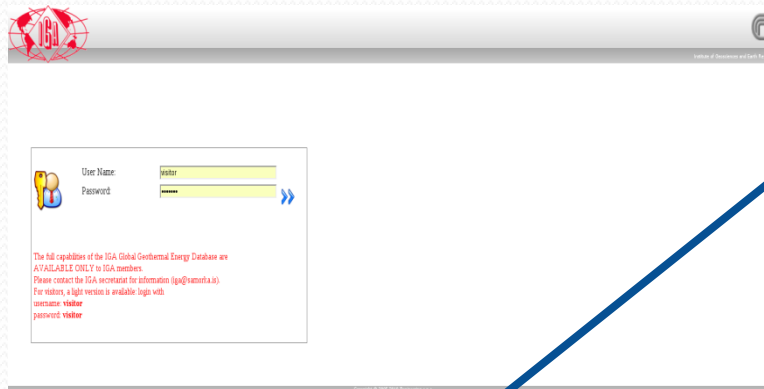 IGA
User Name:
visitor
Password:
•••••••
The full capabilities of the IGA Global Geothermal Energy Database are
AVAILABLE ONLY to IGA members.
Please contact the IGA secretariat for information (iga@samorka.is).
For visitors, a light version is available: login with
username: visitor
password: visitor